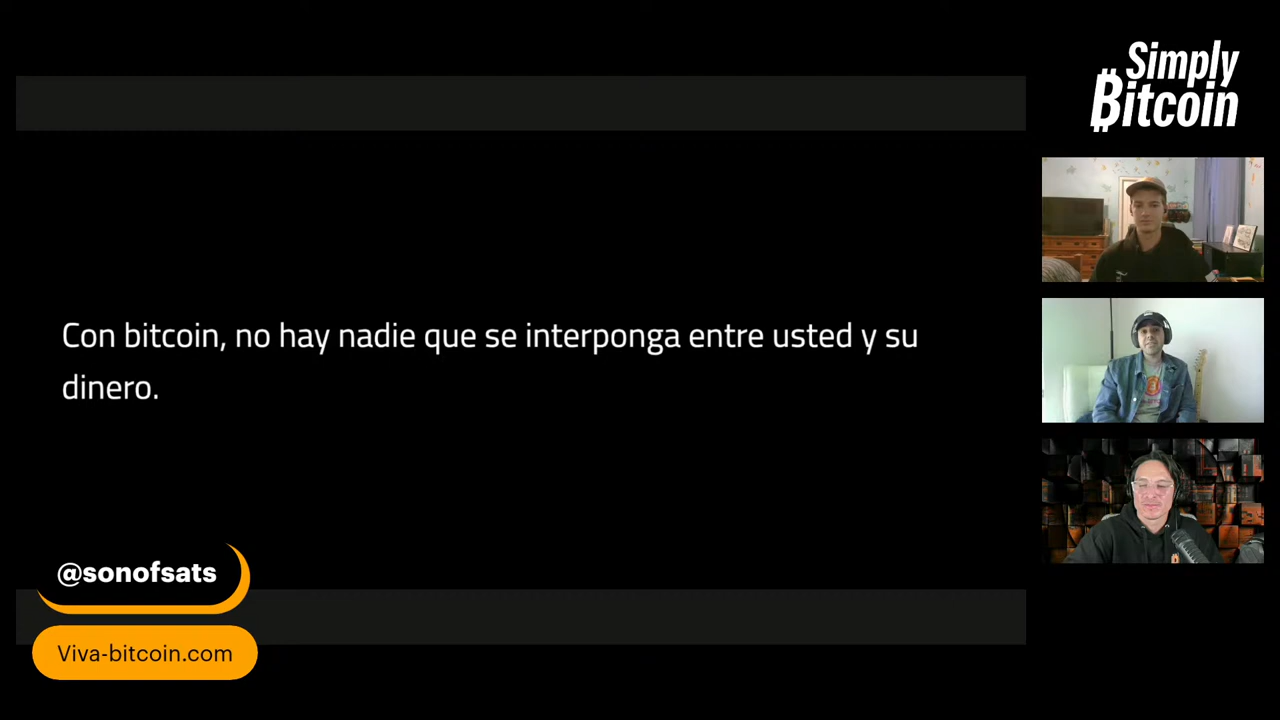 Simply
Bitcoin
Con bitcoin, no hay nadie que se interponga entre usted y su
dinero.
@sonofsats
Viva-bitcoin.com